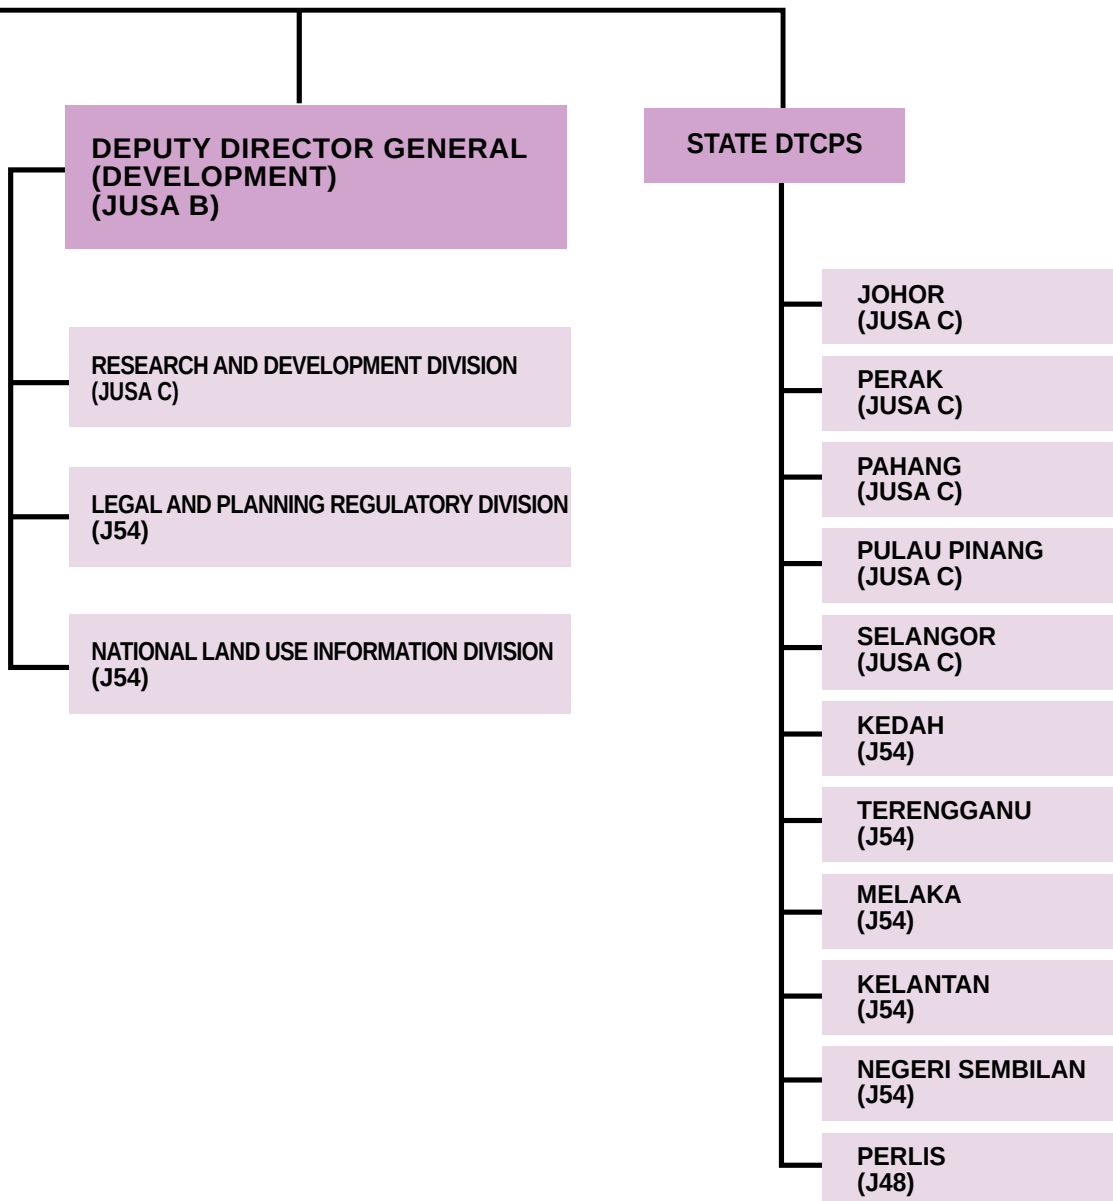 DEPUTY DIRECTOR GENERAL
(DEVELOPMENT)
(JUSA B)
RESEARCH AND DEVELOPMENT DIVISION
(JUSA C)
LEGAL AND PLANNING REGULATORY DIVISION
(J54)
NATIONAL LAND USE INFORMATION DIVISION
(J54)
STATE DTCPS
JOHOR
(JUSA C)
PERAK
(JUSA C)
PAHANG
(JUSA C)
PULAU PINANG
(JUSA C)
SELANGOR
(JUSA C)
KEDAH
(J54)
TERENGGANU
(J54)
MELAKA
(J54)
KELANTAN
(J54)
NEGERI SEMBILAN
(J54)
PERLIS
(J48)